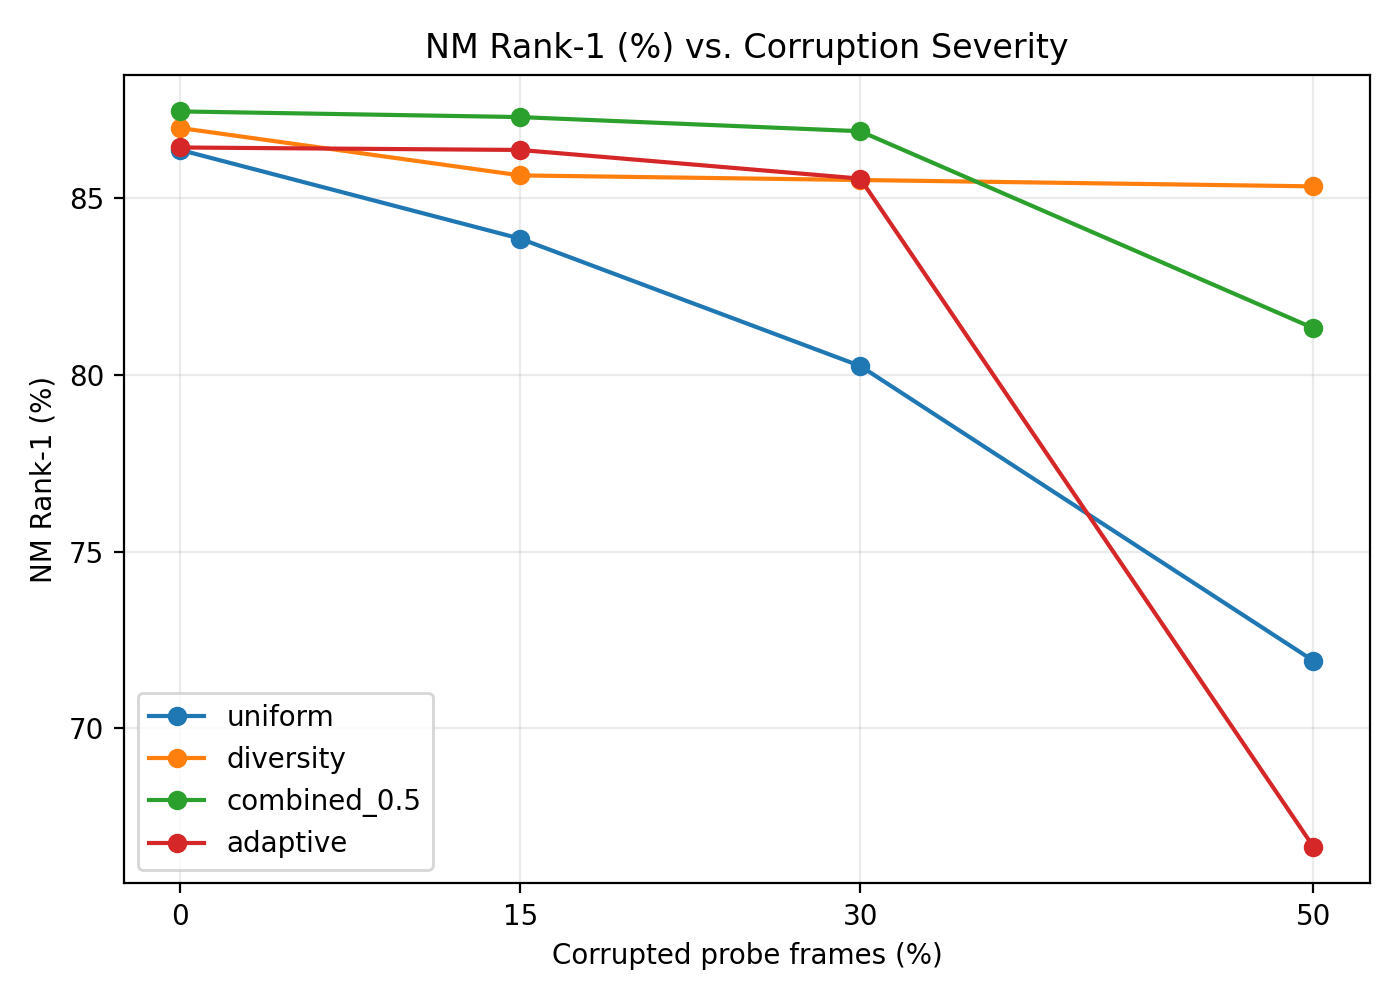 NM Rank-1 (%) vs. Corruption Severity
NM Rank-1 (%)
85
80
75
70
uniform
diversity
combined_0.5
adaptive
0 15 30 50
Corrupted probe frames (%)